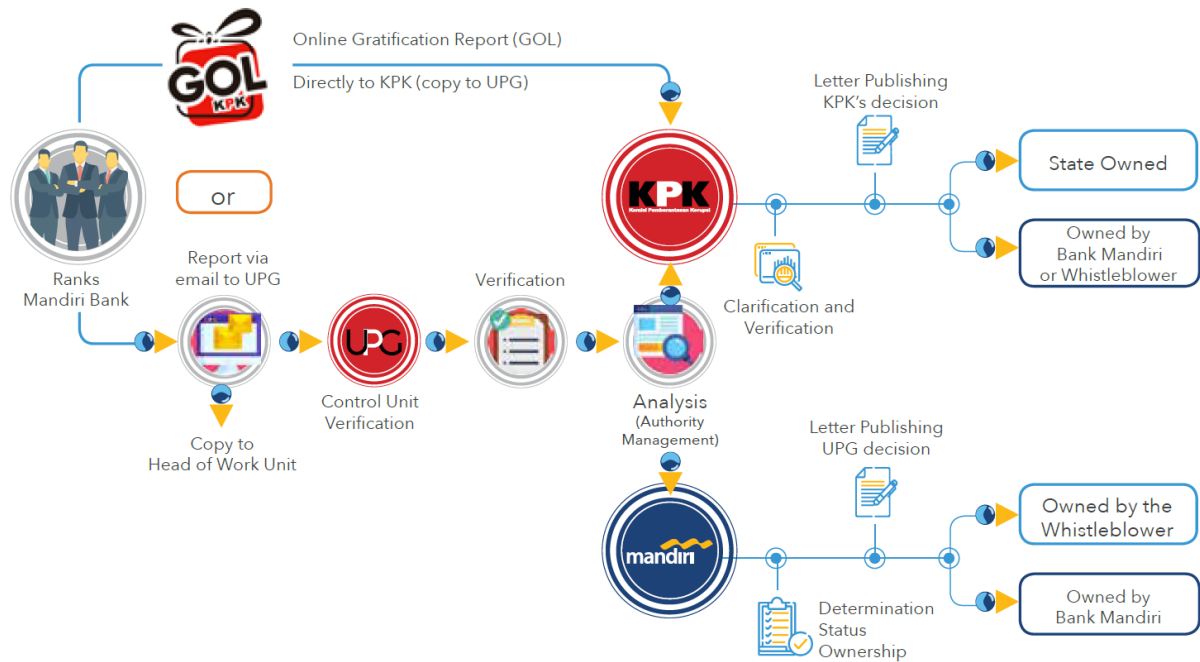 GOL
KPK
Online Gratification Report (GOL)
Directly to KPK (copy to UPG)
Ranks
Mandiri Bank
or
Report via
email to UPG
Copy to
Head of Work Unit
UPG
Control Unit
Verification
Verification
Analysis
(Authority
Management)
KPK
Komisi Pemberantasan Korupsi
Clarification and
Verification
Letter Publishing
KPK's decision
State Owned
Owned by
Bank Mandiri
or Whistleblower
mandiri
Determination
Status
Ownership
Letter Publishing
UPG decision
Owned by the
Whistleblower
Owned by
Bank Mandiri